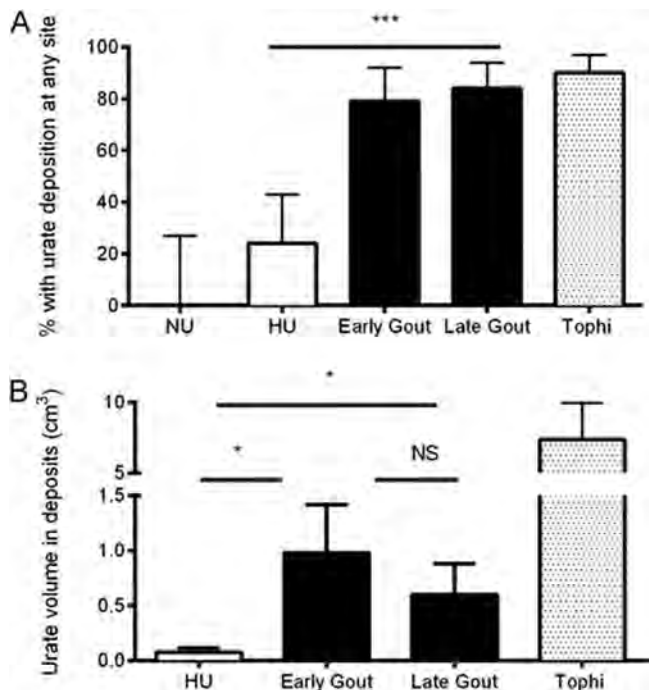 A
***
% with urate deposition at any site
100
80
60
40
20
0
NU
HU
Early Gout
Late Gout
Tophi
B
*
*
NS
Urate volume in deposits (cm³)
10
5
1.5
1.0
0.5
0.0
HU
Early Gout
Late Gout
Tophi